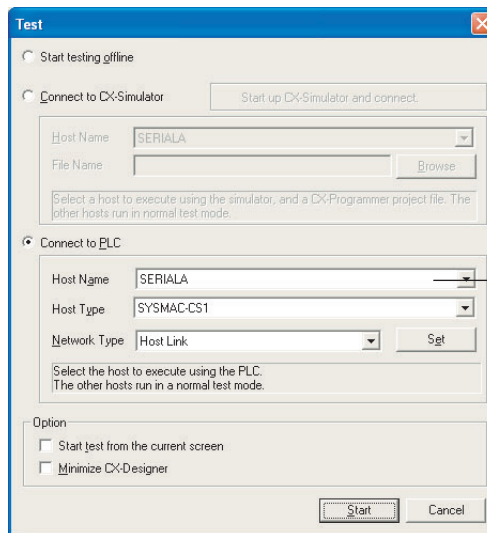 Test
Start testing offline
Connect to CX-Simulator
Start up CX-Simulator and connect.
Host Name
SERIALA
File Name
Browse
Select a host to execute using the simulator, and a CX-Programmer project file. The
other hosts run in normal test mode.
Connect to PLC
Host Name
SERIALA
Host Type
SYSMAC-CS1
Network Type
Host Link
Set
Select the host to execute using the PLC.
The other hosts run in a normal test mode.
Option
Start test from the current screen
Minimize CX-Designer
Start
Cancel